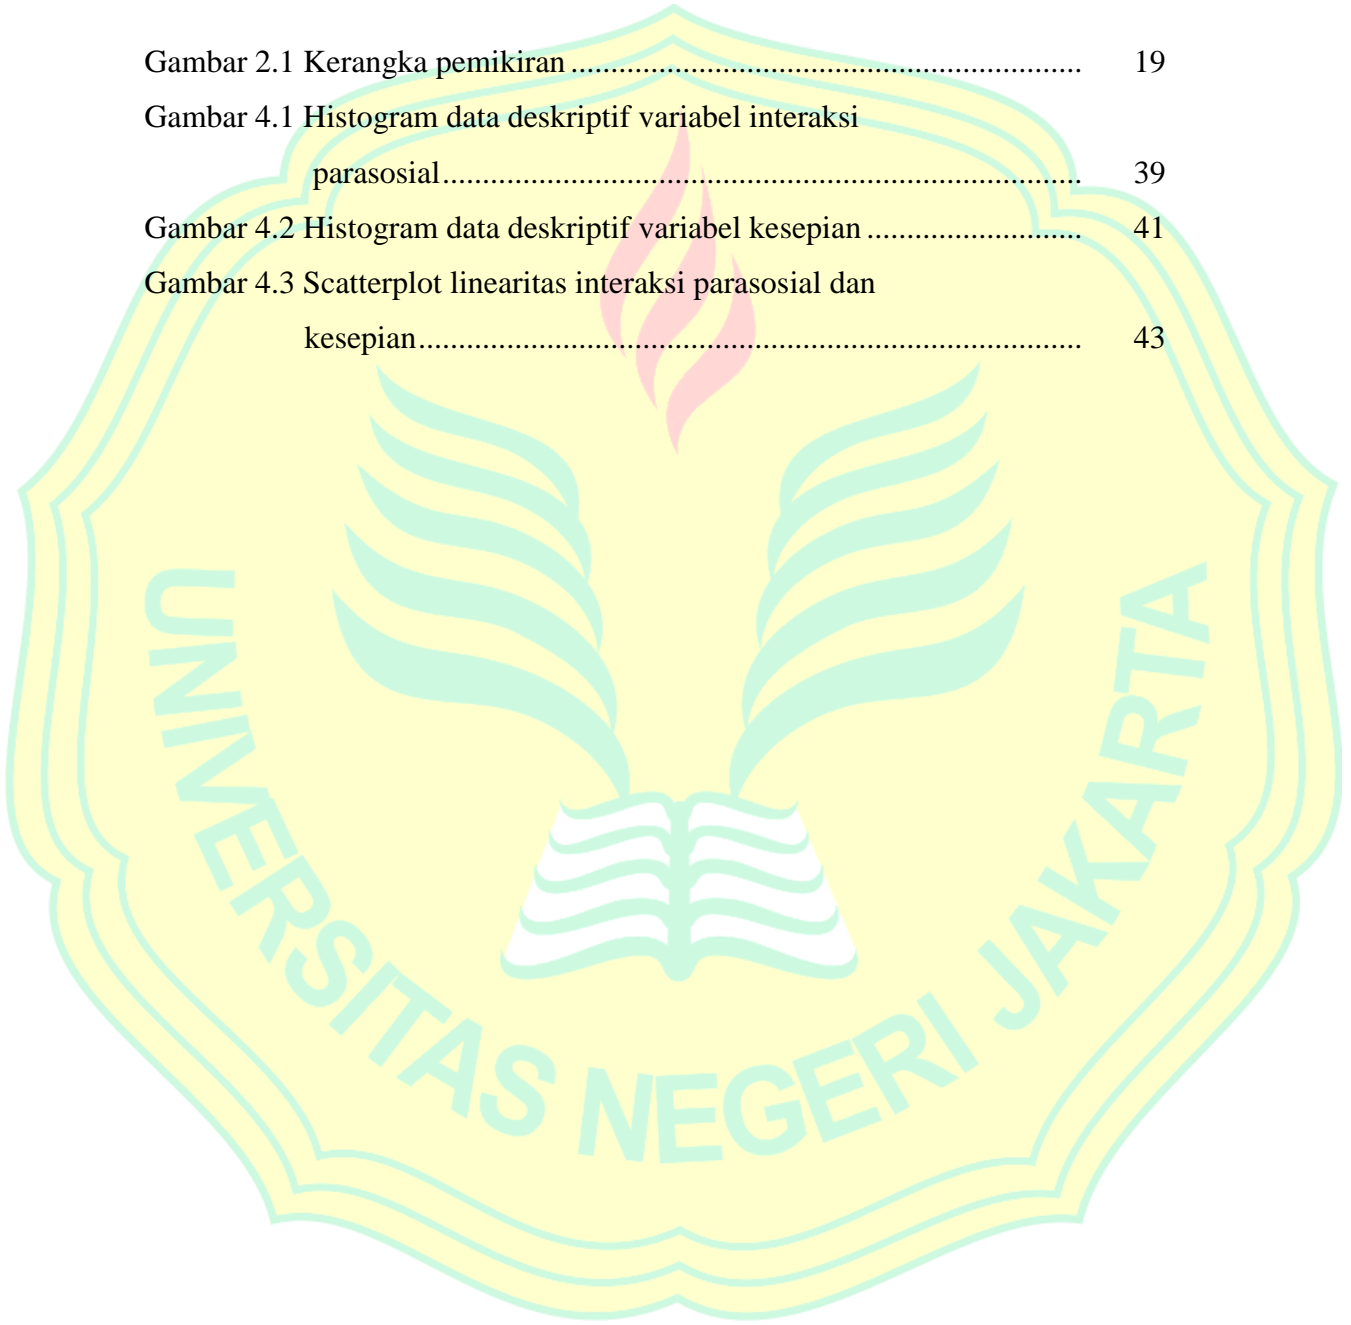 Gambar 2.1 Kerangka pemikiran ................................................................ 19
Gambar 4.1 Histogram data deskriptif variabel interaksi
parasosial................................................................................ 39
Gambar 4.2 Histogram data deskriptif variabel kesepian ........................... 41
Gambar 4.3 Scatterplot linearitas interaksi parasosial dan
kesepian................................................................................... 43
UNIVERSITAS NEGERI JAKARTA